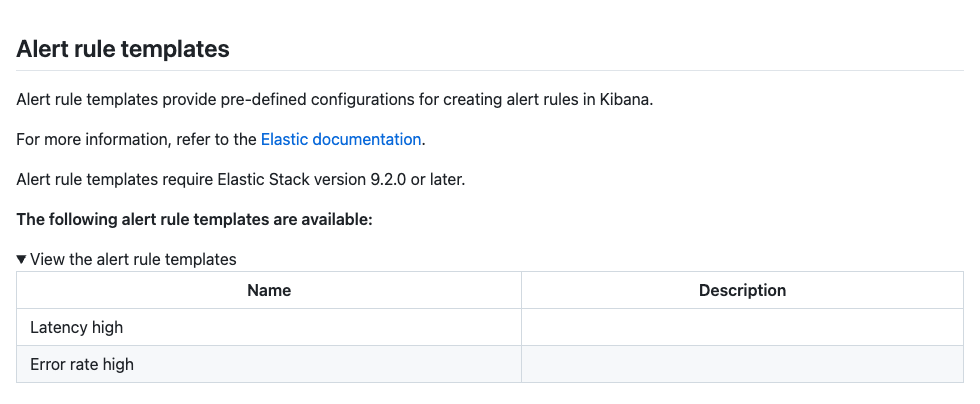 Alert rule templates
Alert rule templates provide pre-defined configurations for creating alert rules in Kibana.
For more information, refer to the Elastic documentation.
Alert rule templates require Elastic Stack version 9.2.0 or later.
The following alert rule templates are available:
▼ View the alert rule templates
Name Description
Latency high
Error rate high